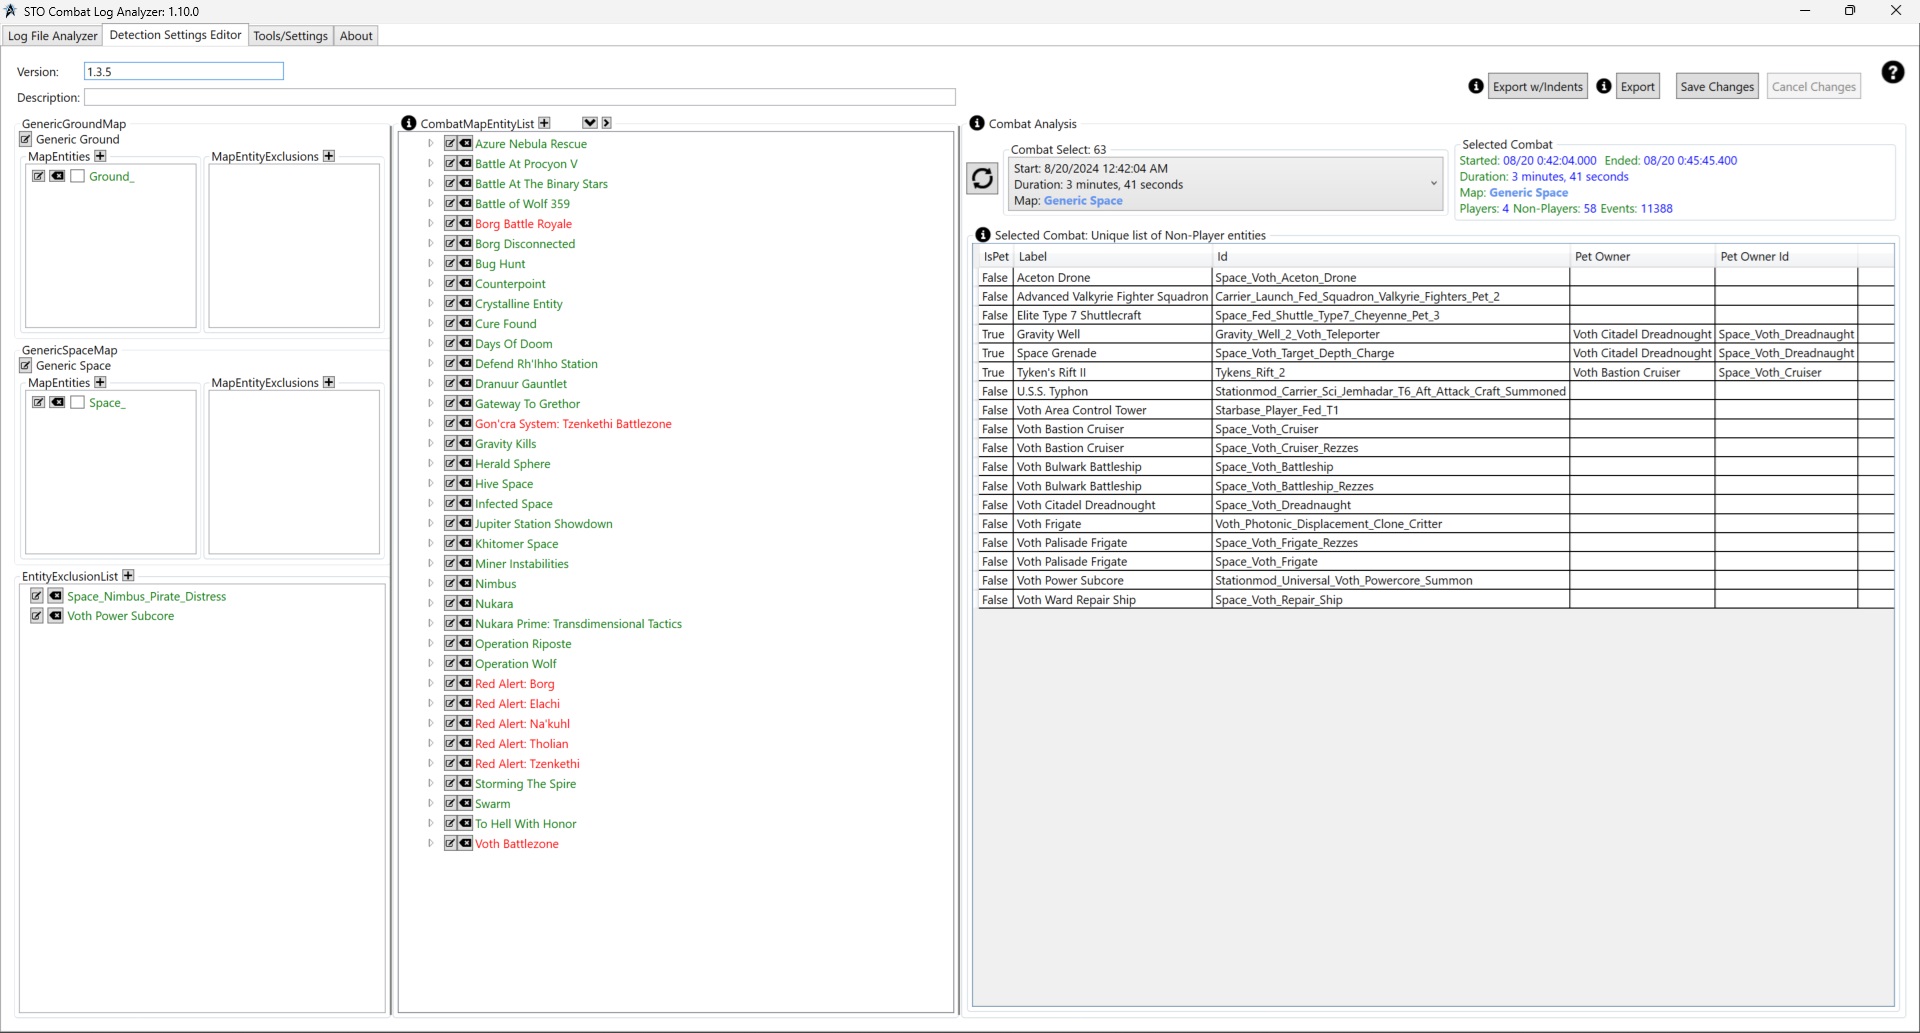 STO Combat Log Analyzer: 1.10.0
Log File Analyzer Detection Settings Editor Tools/Settings About
Version: 1.3.5
Description:
Export w/Indents Export Save Changes Cancel Changes
GenericGroundMap
Generic Ground
MapEntities MapEntityExclusions
Ground_
GenericSpaceMap
Generic Space
MapEntities MapEntityExclusions
Space_
EntityExclusionList
Space_Nimbus_Pirate_Distress
Voth Power Subcore
CombatMapEntityList
Azure Nebula Rescue
Battle At Procyon V
Battle At The Binary Stars
Battle of Wolf 359
Borg Battle Royale
Borg Disconnected
Bug Hunt
Counterpoint
Crystalline Entity
Cure Found
Days Of Doom
Defend Rh'Ihho Station
Dranuur Gauntlet
Gateway To Grethor
Gon'cra System: Tzenkethi Battlezone
Gravity Kills
Herald Sphere
Hive Space
Infected Space
Jupiter Station Showdown
Khitomer Space
Miner Instabilities
Nimbus
Nukara
Nukara Prime: Transdimensional Tactics
Operation Riposte
Operation Wolf
Red Alert: Borg
Red Alert: Elachi
Red Alert: Na'kuhl
Red Alert: Tholian
Red Alert: Tzenkethi
Storming The Spire
Swarm
To Hell With Honor
Voth Battlezone
Combat Analysis
Combat Select: 63
Start: 8/20/2024 12:42:04 AM
Duration: 3 minutes, 41 seconds
Map: Generic Space
Selected Combat
Started: 08/20 0:42:04.000 Ended: 08/20 0:45:45.400
Duration: 3 minutes, 41 seconds
Map: Generic Space
Players: 4 Non-Players: 58 Events: 11388
Selected Combat: Unique list of Non-Player entities
IsPet Label Id Pet Owner Pet Owner Id
False Aceton Drone Space_Voth_Aceton_Drone
False Advanced Valkyrie Fighter Squadron Carrier_Launch_Fed_Squadron_Valkyrie_Fighters_Pet_2
False Elite Type 7 Shuttlecraft Space_Fed_Shuttle_Type7_Cheyenne_Pet_3
True Gravity Well Gravity_Well_2_Voth_Teleporter Voth Citadel Dreadnought Space_Voth_Dreadnaught
True Space Grenade Space_Voth_Target_Depth_Charge Voth Citadel Dreadnought Space_Voth_Dreadnaught
True Tyken's Rift II Tykens_Rift_2 Voth Bastion Cruiser Space_Voth_Cruiser
False U.S.S. Typhon Stationmod_Carrier_Sci_Jemhadar_T6_Aft_Attack_Craft_Summoned
False Voth Area Control Tower Starbase_Player_Fed_T1
False Voth Bastion Cruiser Space_Voth_Cruiser
False Voth Bastion Cruiser Space_Voth_Cruiser_Rezzes
False Voth Bulwark Battleship Space_Voth_Battleship
False Voth Bulwark Battleship Space_Voth_Battleship_Rezzes
False Voth Citadel Dreadnought Space_Voth_Dreadnaught
False Voth Frigate Voth_Photonic_Displacement_Clone_Critter
False Voth Palisade Frigate Space_Voth_Frigate_Rezzes
False Voth Palisade Frigate Space_Voth_Frigate
False Voth Power Subcore Stationmod_Universal_Voth_Powercore_Summon
False Voth Ward Repair Ship Space_Voth_Repair_Ship